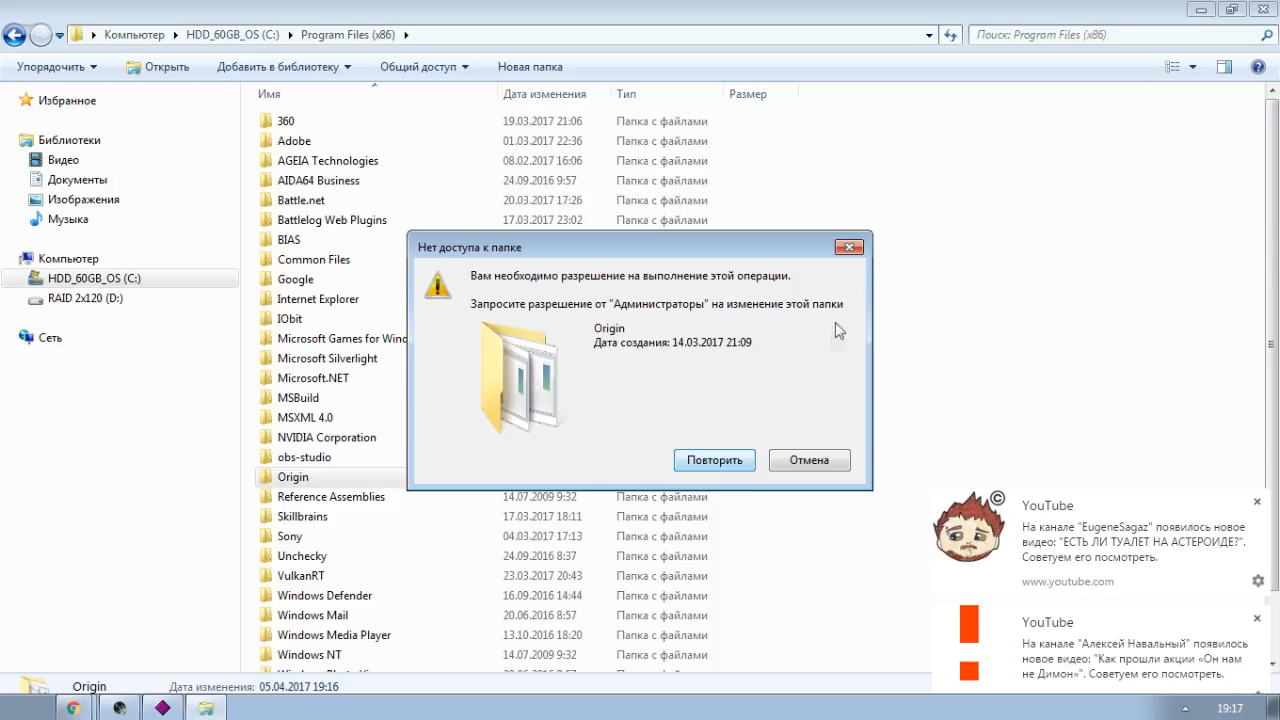 Компьютер HDD_60GB_OS (C:) Program Files (x86)
Поиск: Program Files (x86)
Упорядочить Открыть Добавить в библиотеку Общий доступ Новая папка
Избранное
Библиотеки
Видео
Документы
Изображения
Музыка
Компьютер
HDD_60GB_OS (C:)
RAID 2x120 (D:)
Сеть
Имя Дата изменения Тип Размер
360 19.03.2017 21:06 Папка с файлами
Adobe 01.03.2017 22:36 Папка с файлами
AGEIA Technologies 08.02.2017 16:06 Папка с файлами
AIDA64 Business 24.09.2016 9:57 Папка с файлами
Battle.net 20.03.2017 17:26 Папка с файлами
Battlelog Web Plugins 17.03.2017 23:02 Папка с файлами
BIAS
Common Files
Google
Internet Explorer
IObit
Microsoft Games for Wind
Microsoft Silverlight
Microsoft.NET
MSBuild
MSXML 4.0
NVIDIA Corporation
obs-studio
Origin
Reference Assemblies 14.07.2009 9:32 Папка с файлами
Skillbrains 17.03.2017 18:11 Папка с файлами
Sony 04.03.2017 17:13 Папка с файлами
Unchecky 24.09.2016 8:37 Папка с файлами
VulkanRT 23.03.2017 20:43 Папка с файлами
Windows Defender 16.09.2016 14:44 Папка с файлами
Windows Mail 20.06.2016 8:57 Папка с файлами
Windows Media Player 13.10.2016 18:20 Папка с файлами
Windows NT 14.07.2009 9:32 Папка с файлами
Нет доступа к папке
Вам необходимо разрешение на выполнение этой операции.
Запросите разрешение от "Администраторы" на изменение этой папки
Origin
Дата создания: 14.03.2017 21:09
Повторить Отмена
YouTube
На канале "EugeneSagaz" появилось новое
видео: "ЕСТЬ ЛИ ТУАЛЕТ НА АСТЕРОИДЕ?".
Советуем его посмотреть.
www.youtube.com
YouTube
На канале "Алексей Навальный" появилось
новое видео: "Как прошли акции «Он нам
не Димон»". Советуем его посмотреть.
Origin Дата изменения: 05.04.2017 19:16
19:17